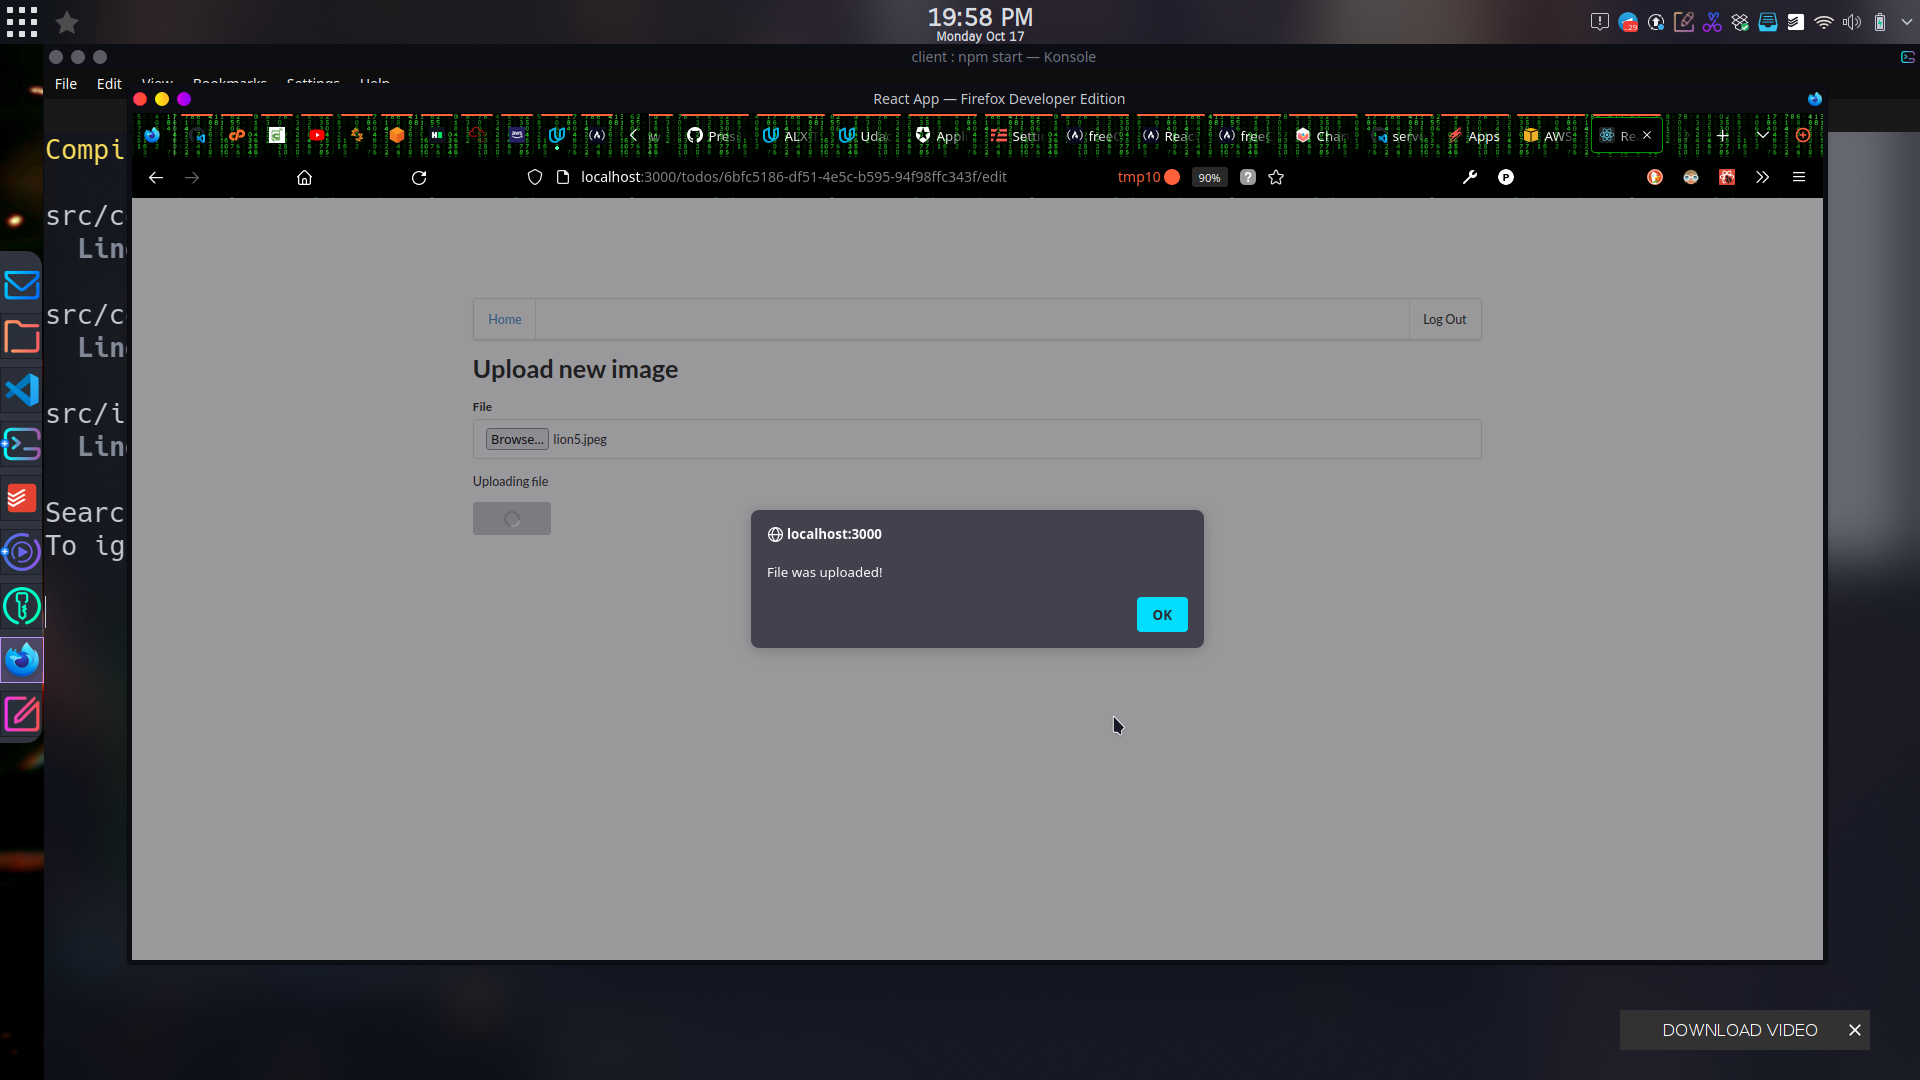 19:58 PM
Monday Oct 17
client : npm start — Konsole
File Edit View Bookmarks Settings Help
React App — Firefox Developer Edition
Pres ALX Uda Appl Sett free Reac free Cha serv Apps AWS Re
localhost:3000/todos/6bfc5186-df51-4e5c-b595-94f98ffc343f/edit
tmp10
90%
Compi
src/c
Lin
src/c
Lin
src/i
Lin
Searc
To ig
Home
Log Out
Upload new image
File
Browse... lion5.jpeg
Uploading file
localhost:3000
File was uploaded!
OK
DOWNLOAD VIDEO